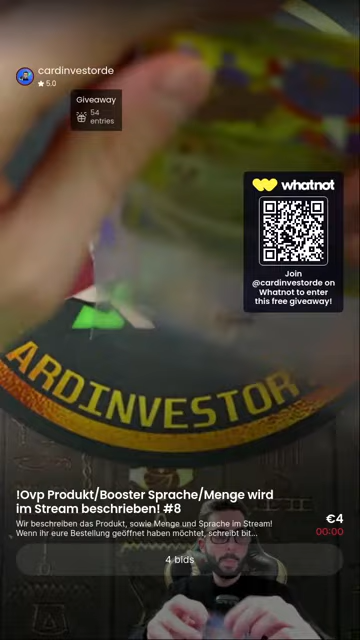 cardinvestorde
★ 5.0
Giveaway
54
entries
whatnot
Join
@cardinvestorde on
Whatnot to enter
this free giveaway!
ARDINVESTOR
!Ovp Produkt/Booster Sprache/Menge wird
im Stream beschrieben! #8
€4
Wir beschreiben das Produkt, sowie Menge und Sprache im Stream!
00:00
Wenn ihr eure Bestellung geöffnet haben möchtet, schreibt bit...
4 bids